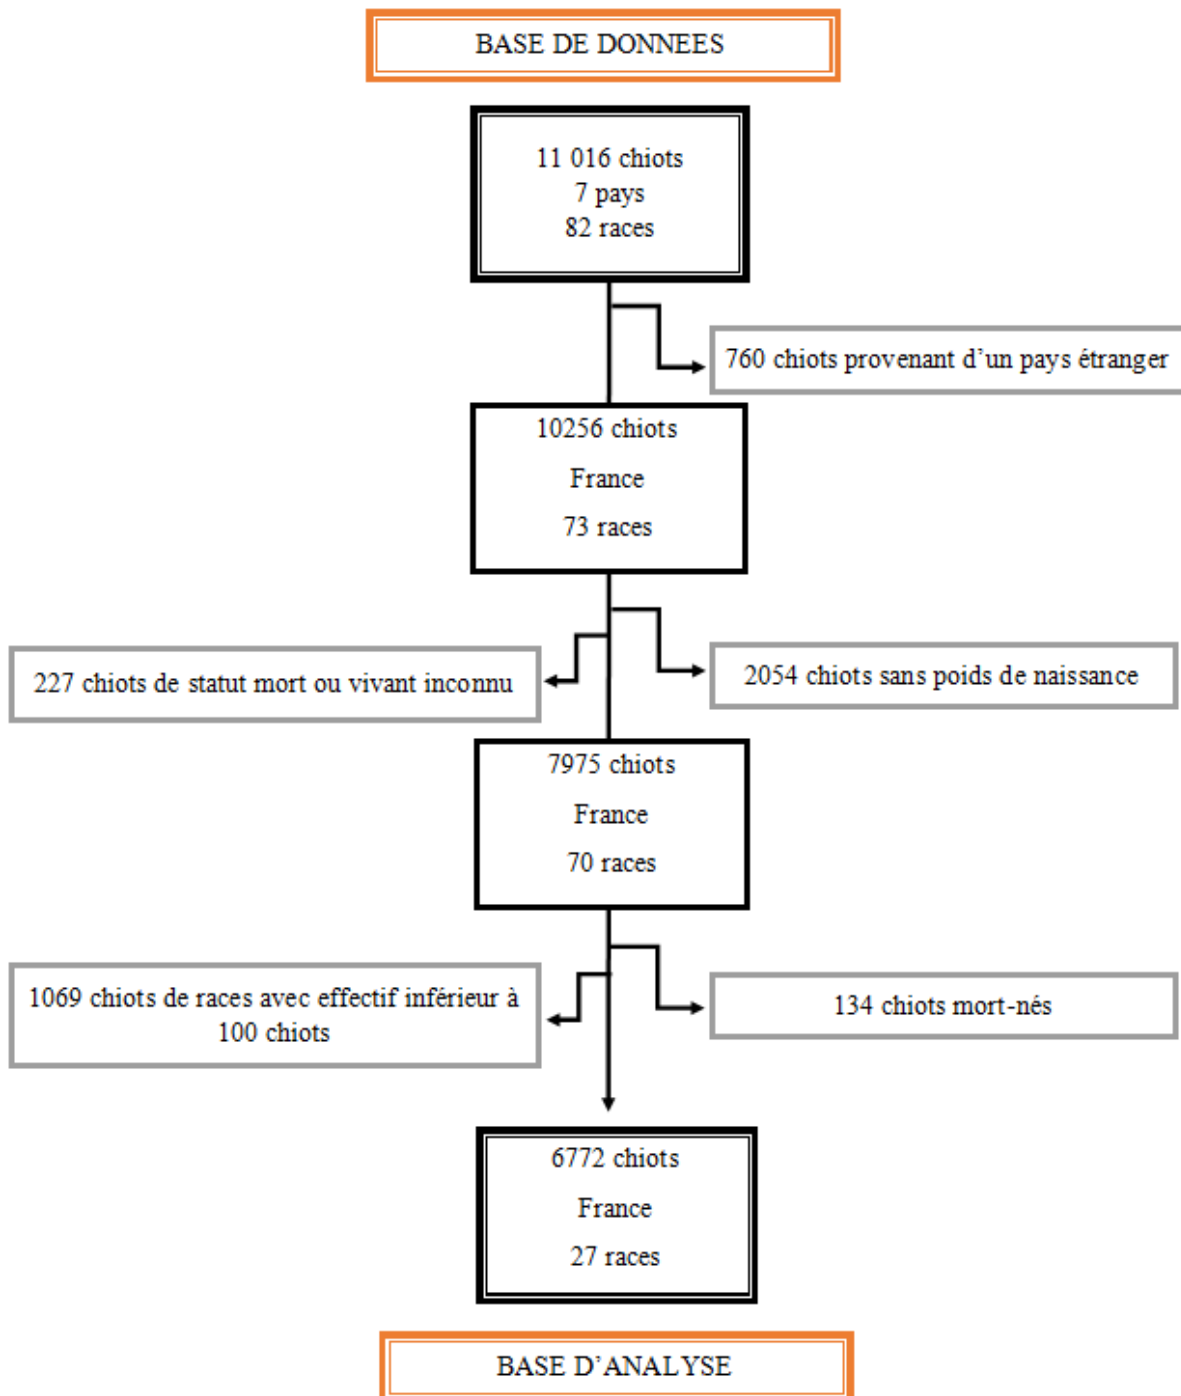 BASE DE DONNEES
11 016 chiots
7 pays
82 races
760 chiots provenant d’un pays étranger
10256 chiots
France
73 races
227 chiots de statut mort ou vivant inconnu
2054 chiots sans poids de naissance
7975 chiots
France
70 races
1069 chiots de races avec effectif inférieur à
100 chiots
134 chiots mort-nés
6772 chiots
France
27 races
BASE D’ANALYSE